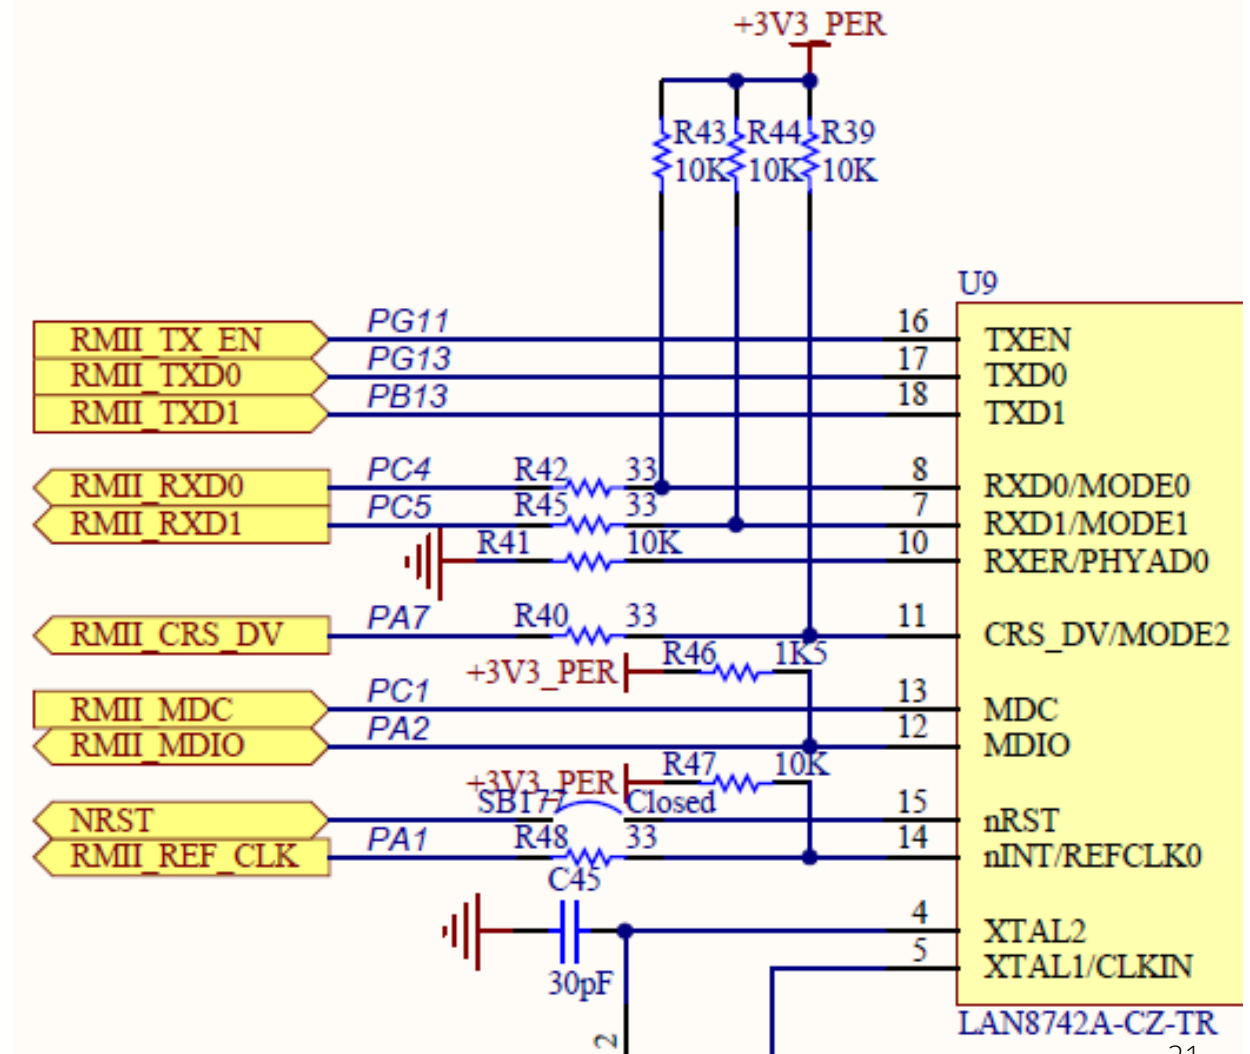 +3V3_PER
R43 R44 R39
10K 10K 10K
U9
RMII_TX_EN PG11 16 TXEN
RMII_TXD0 PG13 17 TXD0
RMII_TXD1 PB13 18 TXD1
RMII_RXD0 PC4 R42 33 8 RXD0/MODE0
RMII_RXD1 PC5 R45 33 7 RXD1/MODE1
R41 10K 10 RXER/PHYAD0
RMII_CRS_DV PA7 R40 33 11 CRS_DV/MODE2
+3V3_PER R46 1K5
RMII_MDC PC1 13 MDC
RMII_MDIO PA2 12 MDIO
+3V3_PER R47 10K
NRST SB177 Closed 15 nRST
RMII_REF_CLK PA1 R48 33 14 nINT/REFCLK0
C45
4 XTAL2
5 XTAL1/CLKIN
30pF
LAN8742A-CZ-TR
2